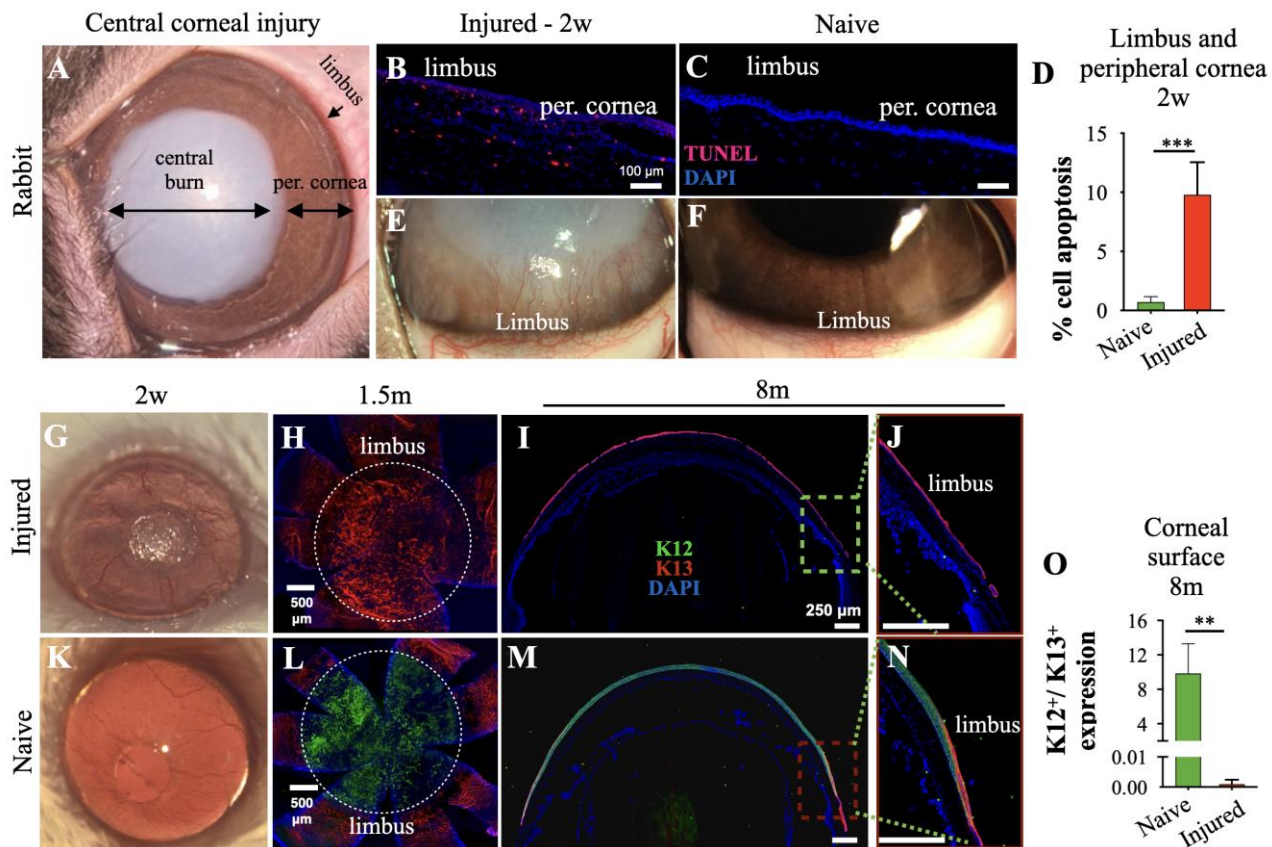 Central corneal injury
Injured - 2w
Naive
Rabbit
A
limbus
central
burn
per. cornea
B
limbus
per. cornea
100 µm
C
limbus
per. cornea
TUNEL
DAPI
D
Limbus and
peripheral cornea
2w
% cell apoptosis
15
10
5
0
***
Naive
Injured
E
Limbus
F
Limbus
2w
1.5m
8m
Injured
G
H
limbus
500
µm
I
K12
K13
DAPI
250 µm
J
limbus
Naive
K
L
limbus
500
µm
M
N
limbus
O
Corneal
surface
8m
K12+/ K13+
expression
16
12
8
4
0.01
0.00
**
Naive
Injured